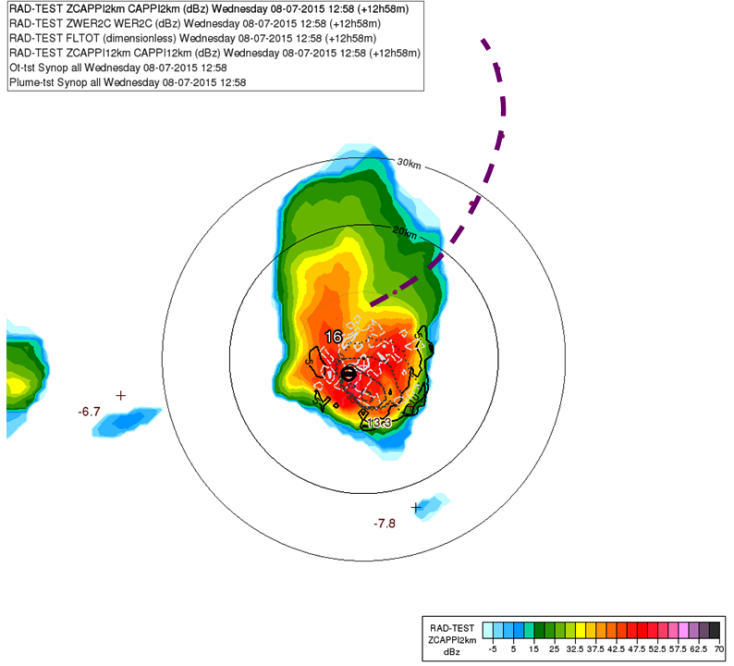 RAD-TEST ZCAPPI2km CAPPI2km (dBz) Wednesday 08-07-2015 12:58 (+12h58m)
RAD-TEST ZWER2C WER2C (dBz) Wednesday 08-07-2015 12:58 (+12h58m)
RAD-TEST FLTOT (dimensionless) Wednesday 08-07-2015 12:58 (+12h58m)
RAD-TEST ZCAPPI12km CAPPI12km (dBz) Wednesday 08-07-2015 12:58 (+12h58m)
Ot-tst Synop all Wednesday 08-07-2015 12:58
Plume-tst Synop all Wednesday 08-07-2015 12:58
30km
20km
16
-6.7
13.3
-7.8
RAD-TEST
ZCAPPI2km
dBz
-5 5 15 25 32.5 37.5 42.5 47.5 52.5 57.5 62.5 70